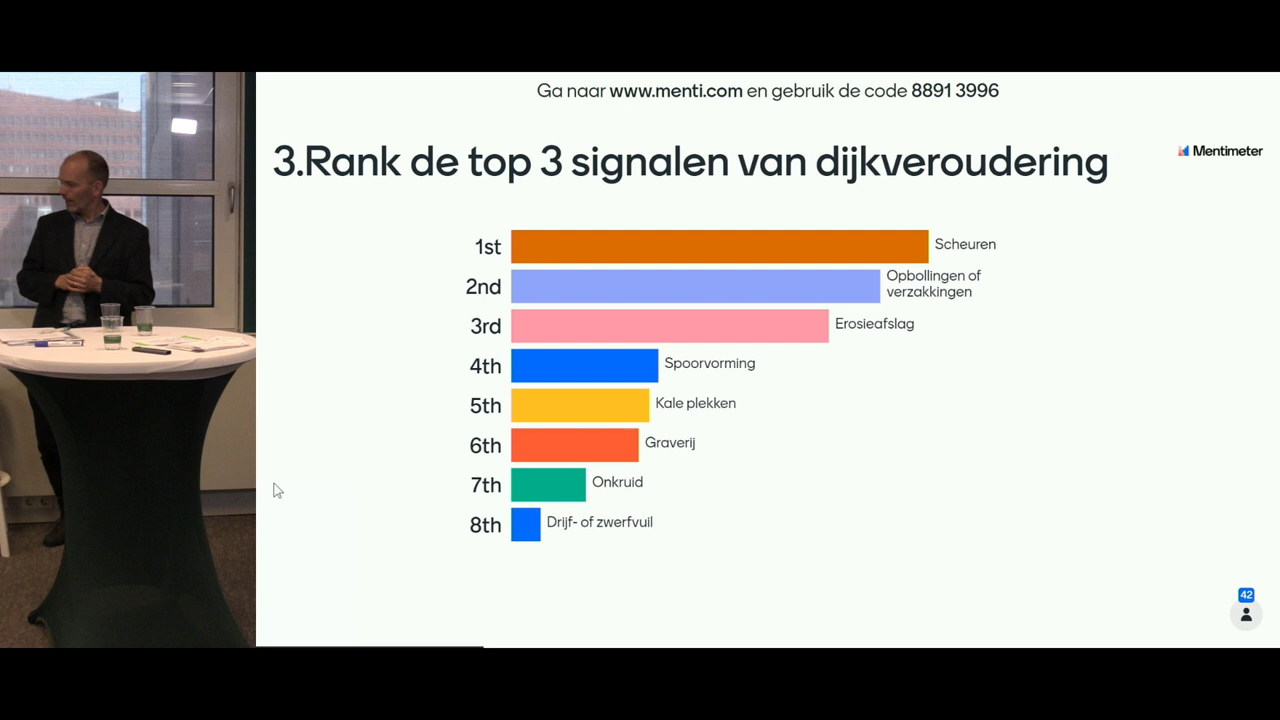 Ga naar www.menti.com en gebruik de code 8891 3996
3.Rank de top 3 signalen van dijkveroudering
Mentimeter
1st
Scheuren
2nd
Opbollingen of
verzakkingen
3rd
Erosieafslag
4th
Spoorvorming
5th
Kale plekken
6th
Graverij
7th
Onkruid
8th
Drijf- of zwerfvuil
42